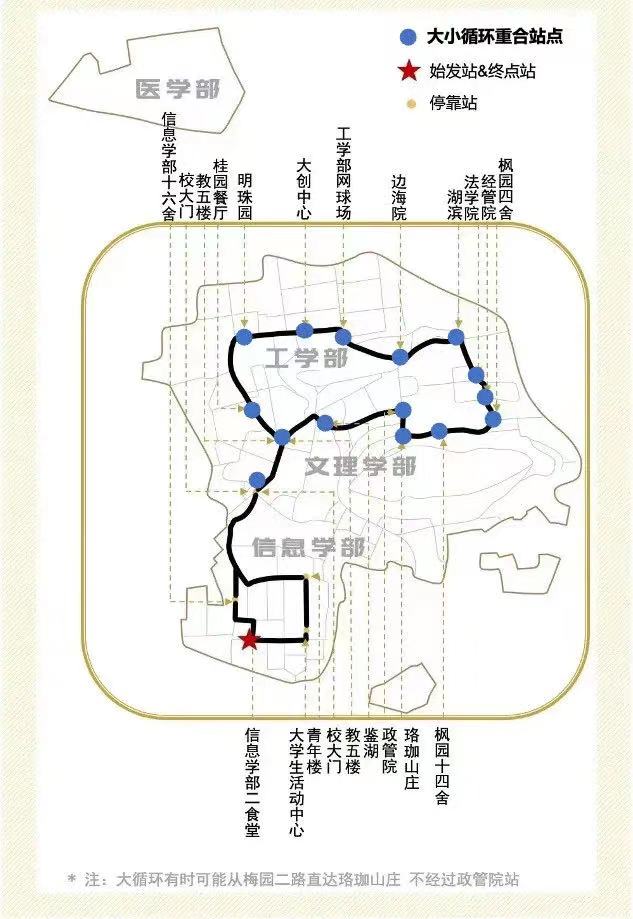 大小循环重合站点
始发站&终点站
停靠站
医学部
信息学部十六舍
校大门
教五楼
桂园餐厅
明珠园
大创中心
工学部网球场
边海院
湖滨
法学院
经管院
枫园四舍
工学部
文理学部
信息学部
信息学部二食堂
大学生活动中心
青年楼
校大门
教五楼
鉴湖
政管院
珞珈山庄
枫园十四舍
* 注：大循环有时可能从梅园二路直达珞珈山庄 不经过政管院站